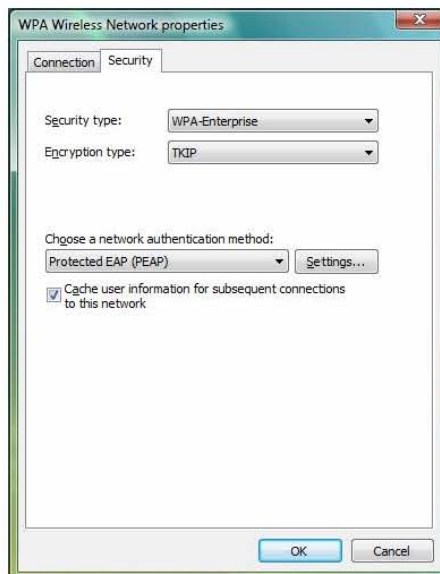 WPA Wireless Network properties
Connection Security
Security type: WPA-Enterprise
Encryption type: TKIP
Choose a network authentication method:
Protected EAP (PEAP) Settings...
Cache user information for subsequent connections
to this network
OK Cancel